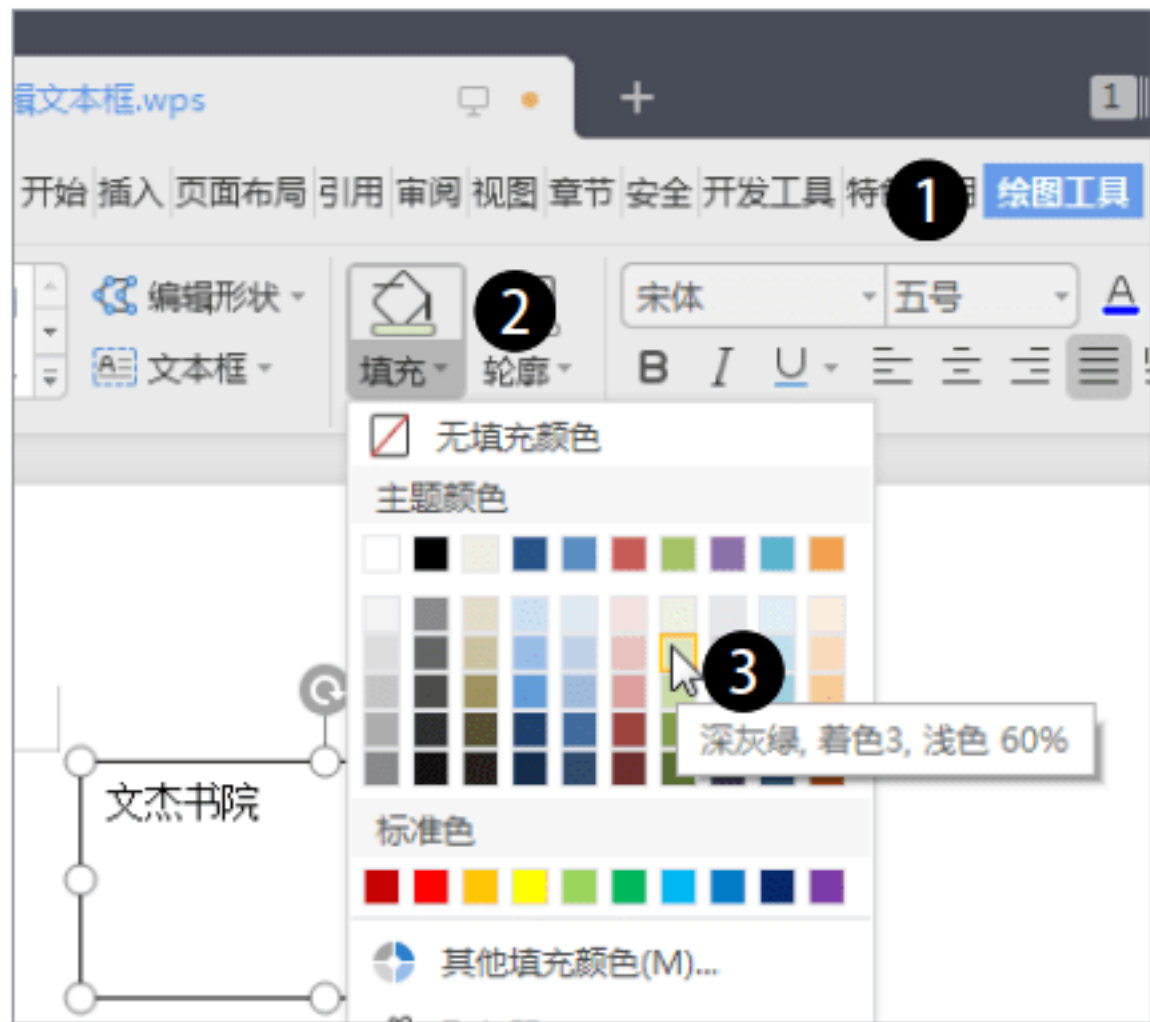 辑文本框.wps
1
开始 插入 页面布局 引用 审阅 视图 章节 安全 开发工具 1 绘图工具
编辑形状 2 宋体 五号 A
文本框 填充 轮廓 B I U
无填充颜色
主题颜色
3
深灰绿, 着色3, 浅色 60%
文杰书院
标准色
其他填充颜色(M)...